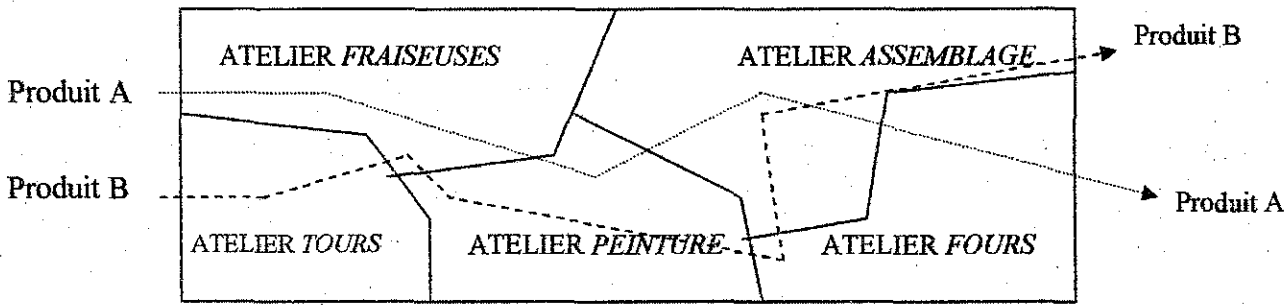 Produit B
ATELIER FRAISEUSES
ATELIER ASSEMBLAGE
Produit A
Produit B
Produit A
ATELIER TOURS
ATELIER PEINTURE
ATELIER FOURS